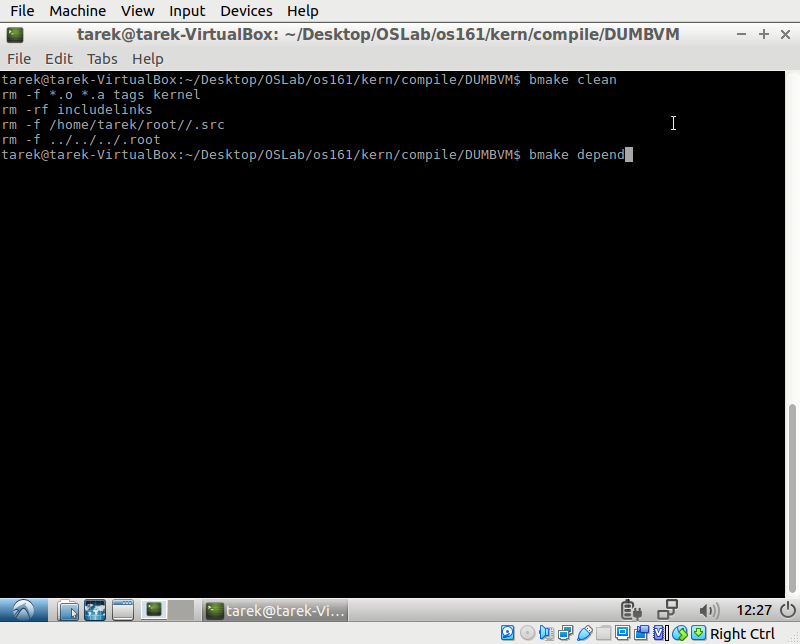 File Machine View Input Devices Help
tarek@tarek-VirtualBox: ~/Desktop/OSLab/os161/kern/compile/DUMBVM
File Edit Tabs Help
tarek@tarek-VirtualBox:~/Desktop/OSLab/os161/kern/compile/DUMBVM$ bmake clean
rm -f *.o *.a tags kernel
rm -rf includelinks
rm -f /home/tarek/root//.src
rm -f ../../../.root
tarek@tarek-VirtualBox:~/Desktop/OSLab/os161/kern/compile/DUMBVM$ bmake depend
tarek@tarek-Vi... 12:27
Right Ctrl